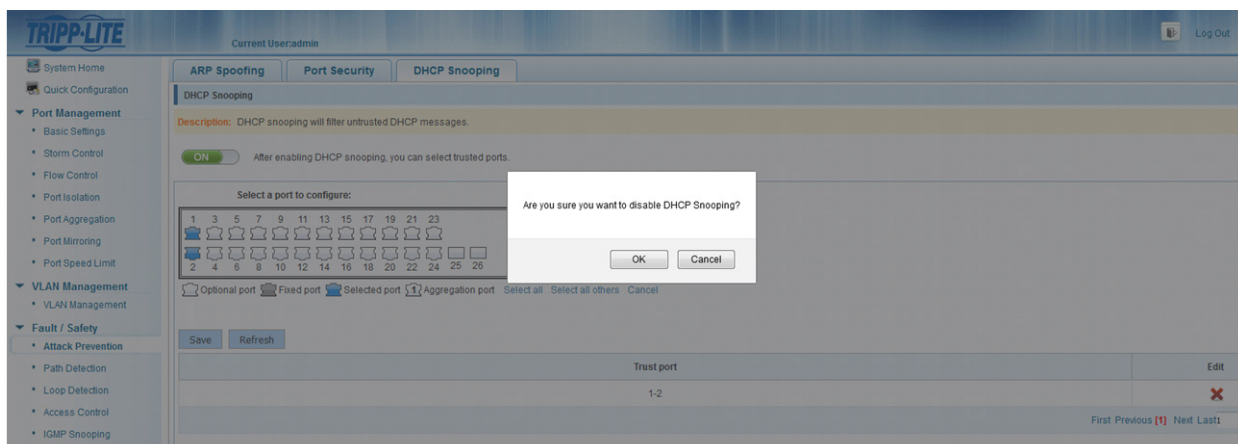 TRIPP·LITE
Current User:admin
Log Out
System Home
Quick Configuration
Port Management
Basic Settings
Storm Control
Flow Control
Port Isolation
Port Aggregation
Port Mirroring
Port Speed Limit
VLAN Management
VLAN Management
Fault / Safety
Attack Prevention
Path Detection
Loop Detection
Access Control
IGMP Snooping
ARP Spoofing Port Security DHCP Snooping
DHCP Snooping
Description: DHCP snooping will filter untrusted DHCP messages.
ON After enabling DHCP snooping, you can select trusted ports.
Select a port to configure:
1 3 5 7 9 11 13 15 17 19 21 23
2 4 6 8 10 12 14 16 18 20 22 24 25 26
Optional port Fixed port Selected port 1 Aggregation port Select all Select all others Cancel
Are you sure you want to disable DHCP Snooping?
OK Cancel
Save Refresh
Trust port Edit
1-2
First Previous [1] Next Last 1